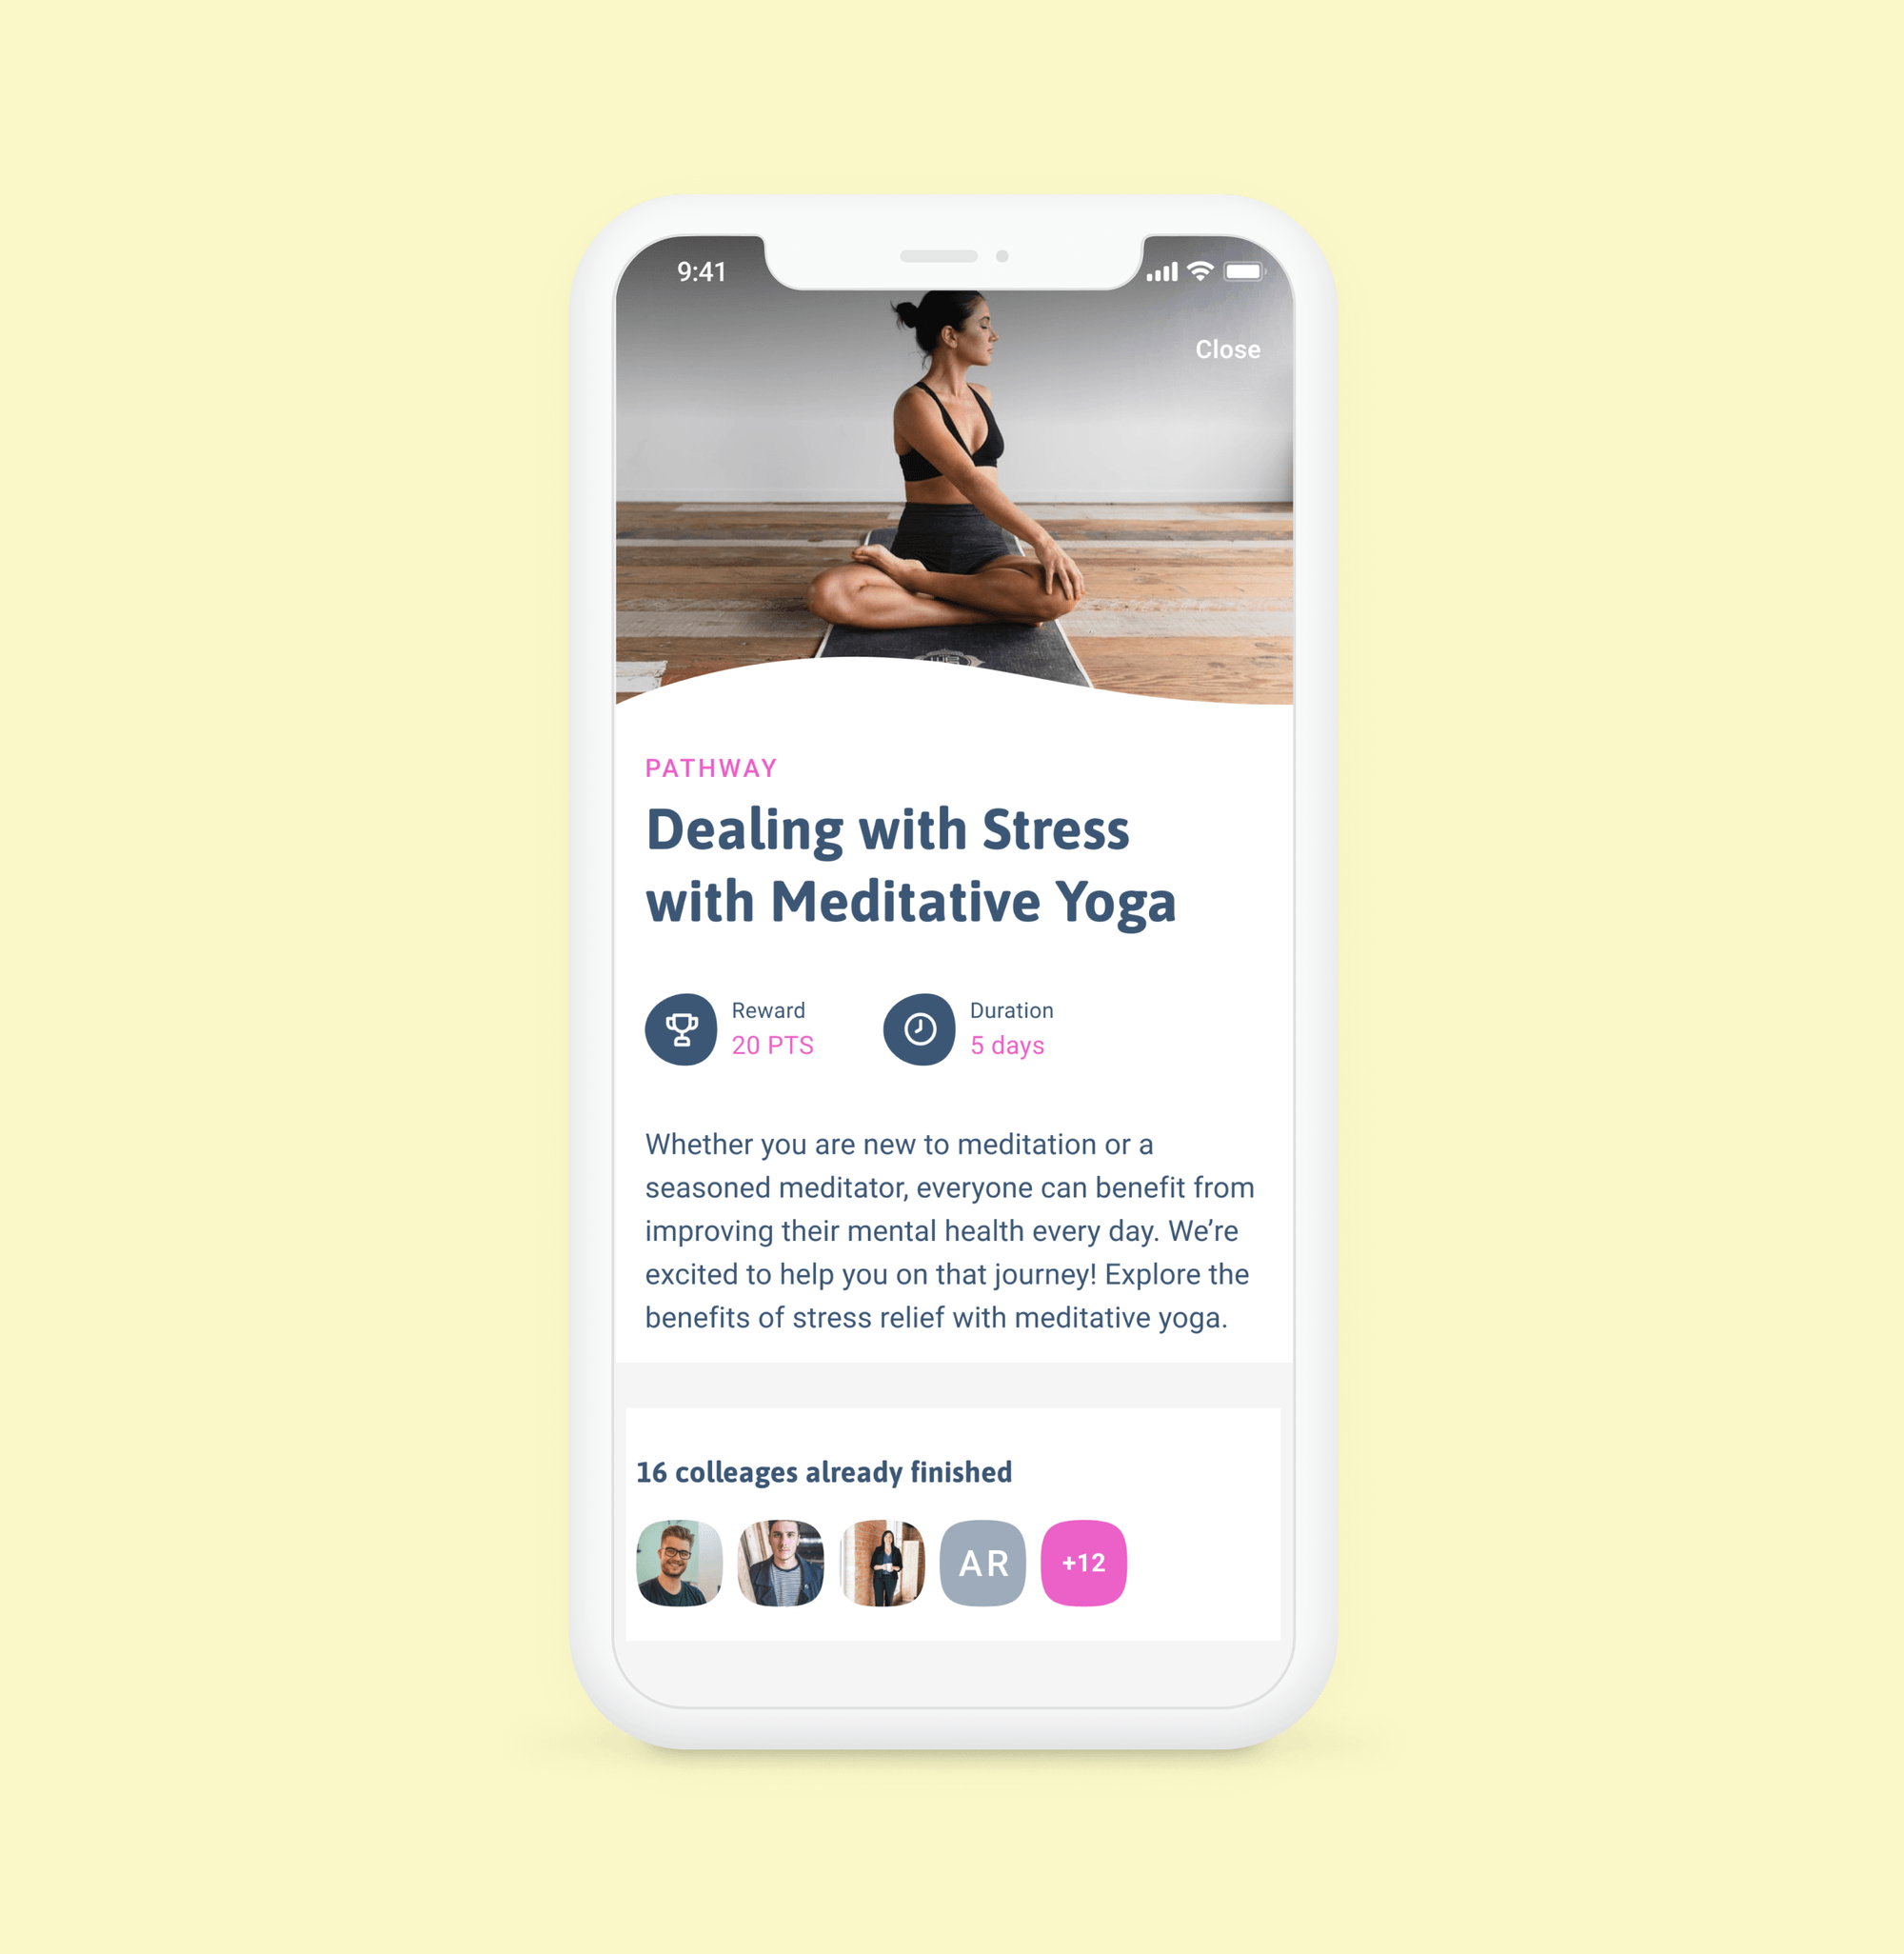 9:41
Close
PATHWAY
Dealing with Stress
with Meditative Yoga
Reward
20 PTS
Duration
5 days
Whether you are new to meditation or a
seasoned meditator, everyone can benefit from
improving their mental health every day. We’re
excited to help you on that journey! Explore the
benefits of stress relief with meditative yoga.
16 colleages already finished
AR
+12